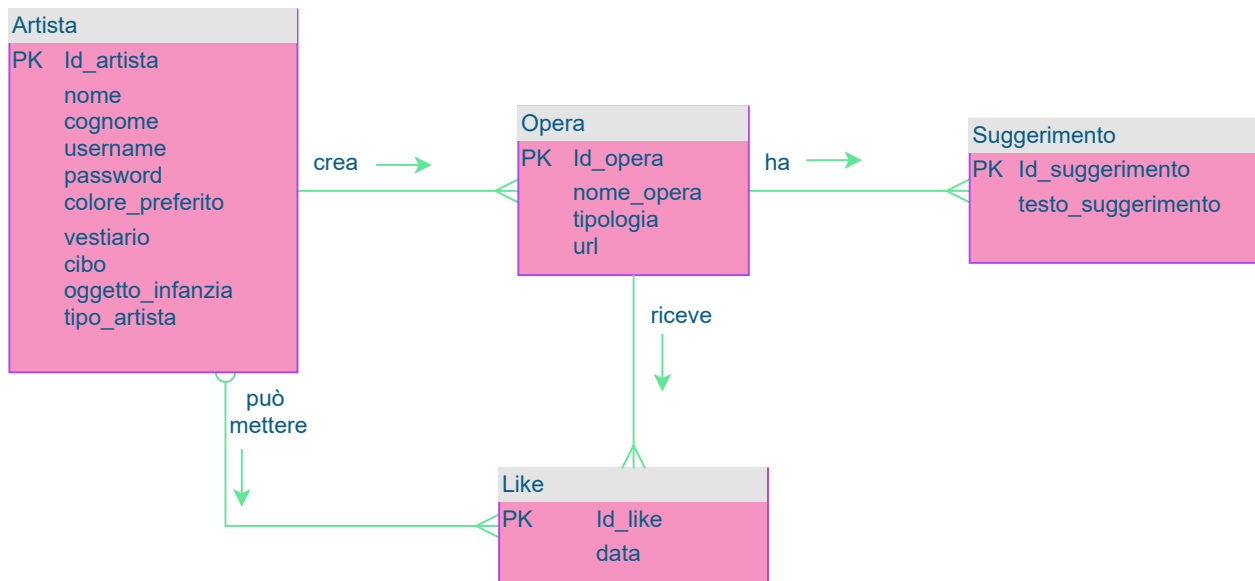 Artista
PK Id_artista
nome
cognome
username
password
colore_preferito
vestiario
cibo
oggetto_infanzia
tipo_artista
crea
Opera
PK Id_opera
nome_opera
tipologia
url
ha
Suggerimento
PK Id_suggerimento
testo_suggerimento
riceve
può
mettere
Like
PK Id_like
data